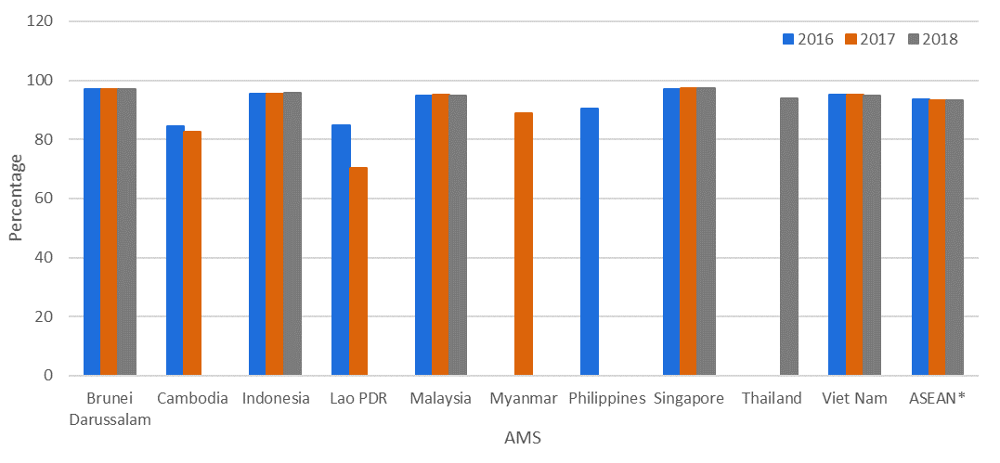 120
100
80
60
40
20
0
Percentage
2016 2017 2018
Brunei Cambodia Indonesia Lao PDR Malaysia Myanmar Philippines Singapore Thailand Viet Nam ASEAN*
Darussalam
AMS